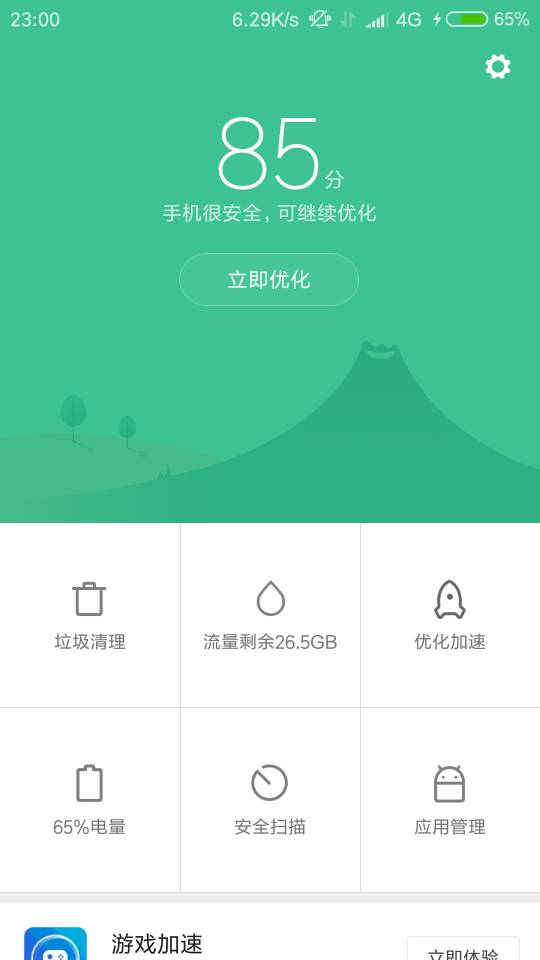 23:00 6.29K/s 4G 65%
85分
手机很安全，可继续优化
立即优化
垃圾清理 流量剩余26.5GB 优化加速
65%电量 安全扫描 应用管理
游戏加速
立即体验